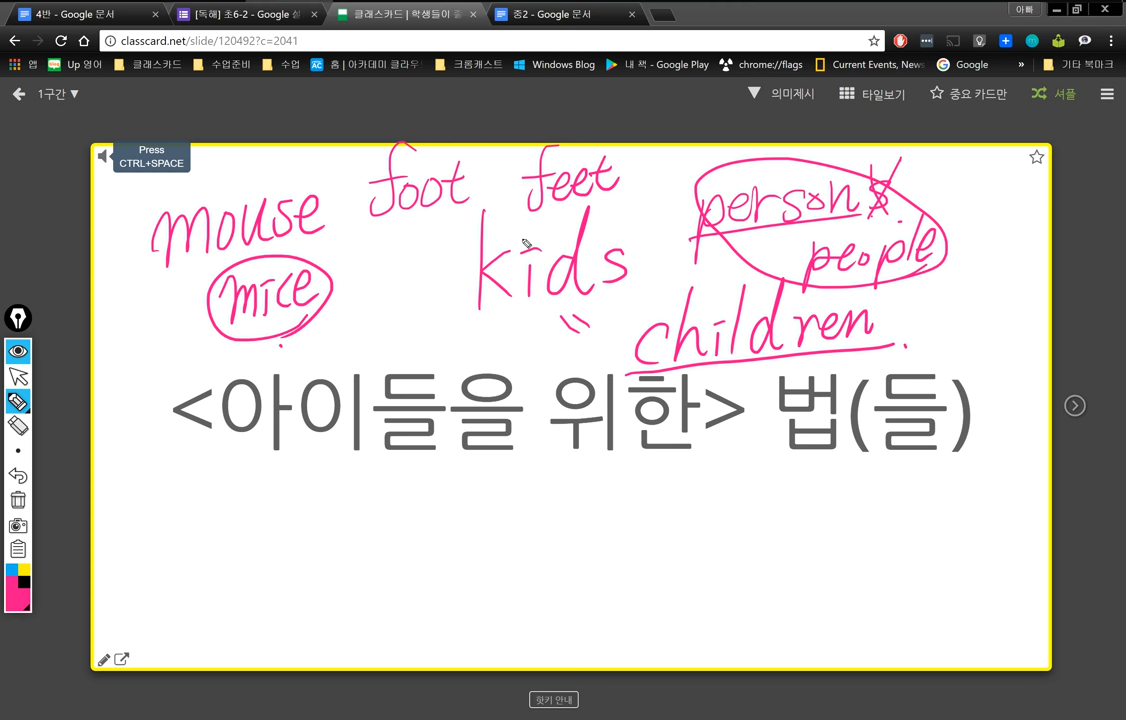 4반 - Google 문서
[독해] 초6-2 - Google 설
클래스카드 | 학생들이 좋
중2 - Google 문서
아빠
classcard.net/slide/120492?c=2041
앱
Up 영어
클래스카드
수업준비
수업
홈 | 아카데미 클라우
크롬캐스트
Windows Blog
내 책 - Google Play
chrome://flags
Current Events, News
Google
»
기타 북마크
1구간 ▼
의미제시
타일보기
중요 카드만
셔플
Press
CTRL+SPACE
mouse
foot
feet
persons.
mice
kids
people
children.
<아이들을 위한> 법(들)
핫키 안내